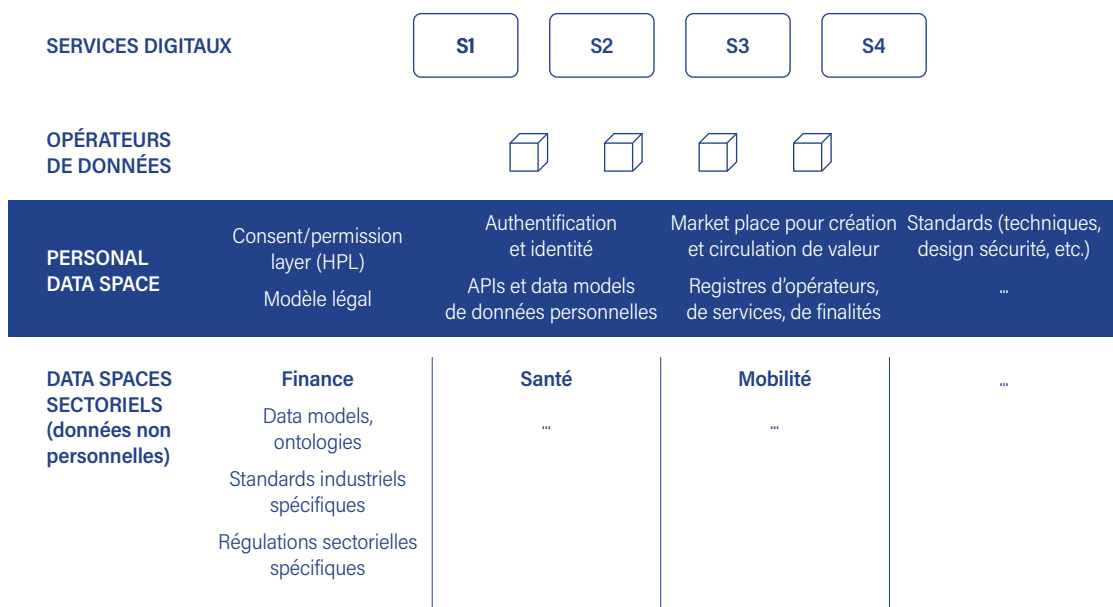 SERVICES DIGITAUX
S1
S2
S3
S4
OPÉRATEURS
DE DONNÉES
PERSONAL
DATA SPACE
Consent/permission
layer (HPL)
Modèle légal
Authentification
et identité
APIs et data models
de données personnelles
Market place pour création
et circulation de valeur
Registres d'opérateurs,
de services, de finalités
Standards (techniques,
design sécurité, etc.)
...
DATA SPACES
SECTORIELS
(données non
personnelles)
Finance
Data models,
ontologies
Standards industriels
spécifiques
Régulations sectorielles
spécifiques
Santé
...
Mobilité
...
...